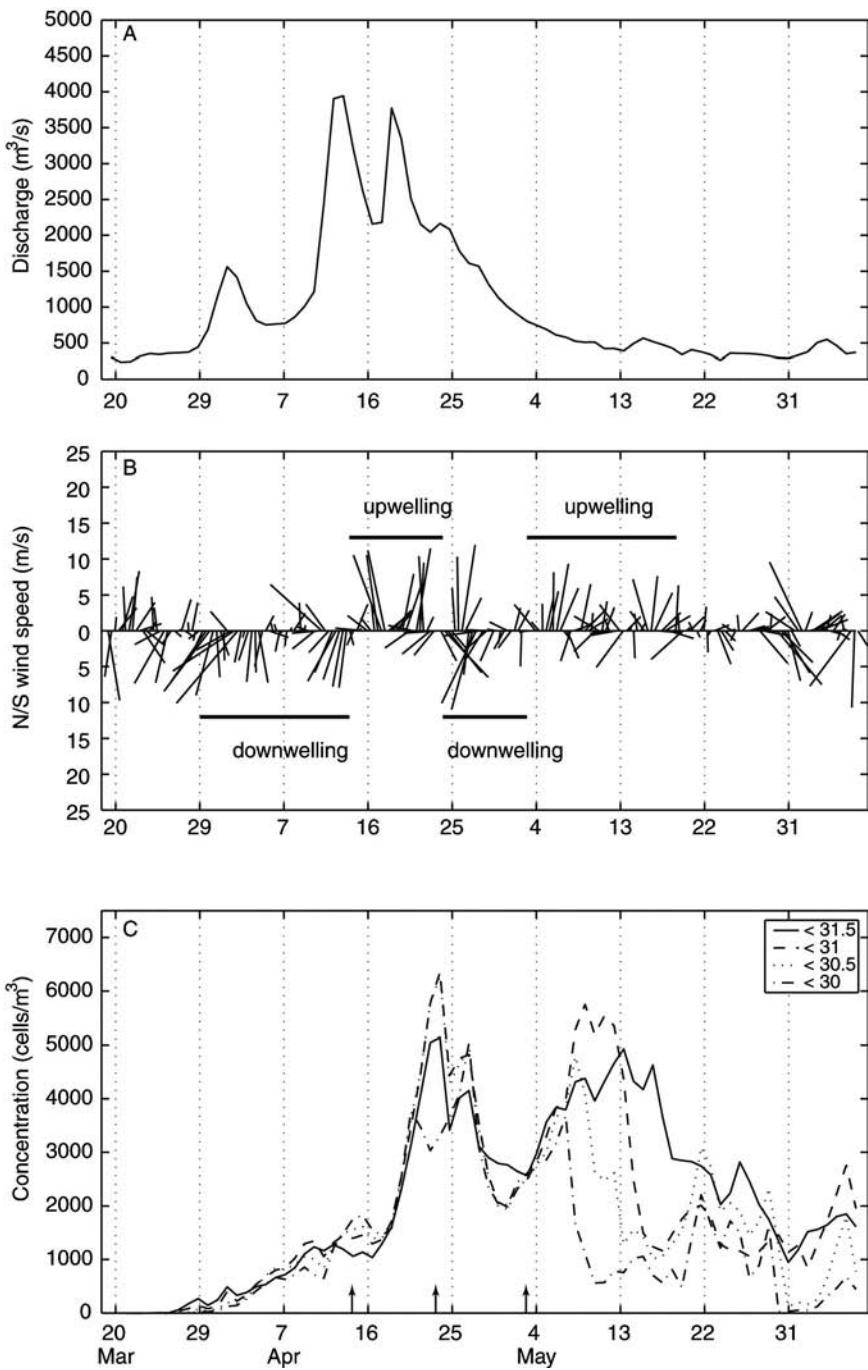 A
Discharge (m³/s)
5000
4500
4000
3500
3000
2500
2000
1500
1000
500
0
20 29 7 16 25 4 13 22 31
B
N/S wind speed (m/s)
25
20
15
10
5
0
5
10
15
20
25
upwelling upwelling
downwelling downwelling
20 29 7 16 25 4 13 22 31
C
Concentration (cells/m³)
7000
6000
5000
4000
3000
2000
1000
0
< 31.5
< 31
< 30.5
< 30
20 29 7 16 25 4 13 22 31
Mar Apr May